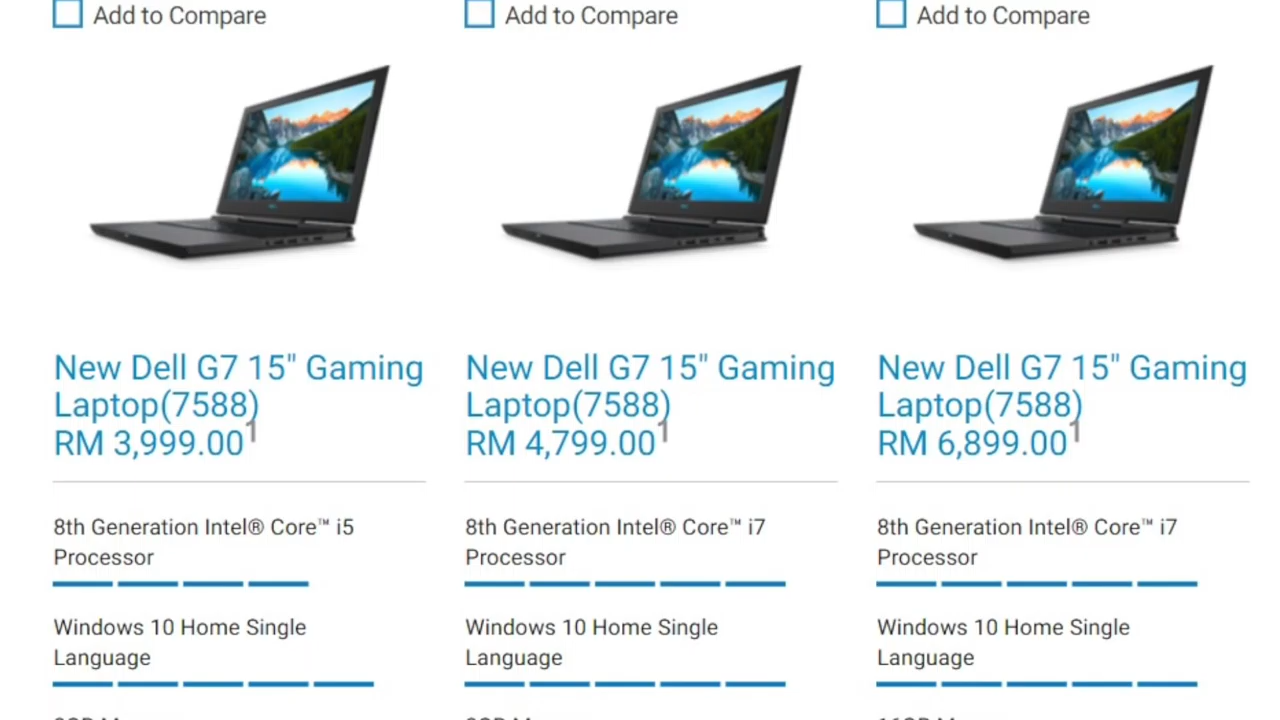 Add to Compare
Add to Compare
Add to Compare
New Dell G7 15" Gaming
Laptop(7588)
RM 3,999.00¹
8th Generation Intel® Core™ i5
Processor
Windows 10 Home Single
Language
New Dell G7 15" Gaming
Laptop(7588)
RM 4,799.00¹
8th Generation Intel® Core™ i7
Processor
Windows 10 Home Single
Language
New Dell G7 15" Gaming
Laptop(7588)
RM 6,899.00¹
8th Generation Intel® Core™ i7
Processor
Windows 10 Home Single
Language